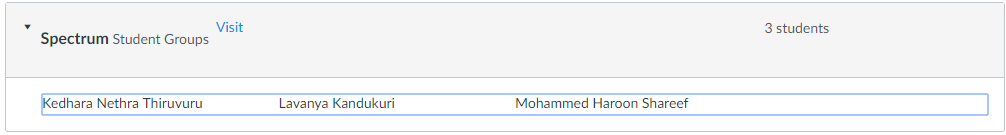 Visit
Spectrum Student Groups
3 students
Kedhara Nethra Thiruvuru Lavanya Kandukuri Mohammed Haroon Shareef